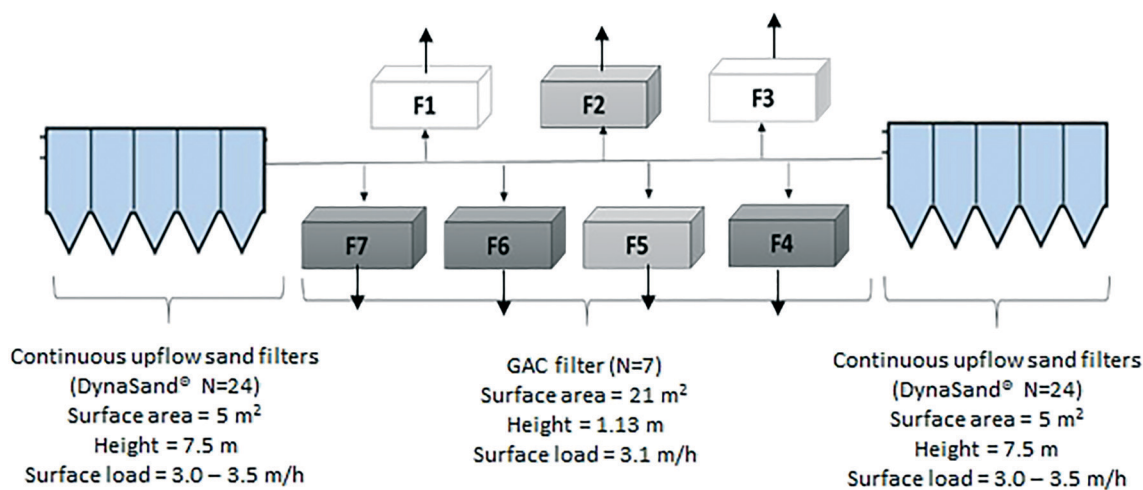 F1
F2
F3
F7
F6
F5
F4
Continuous upflow sand filters
(DynaSand® N=24)
Surface area = 5 m²
Height = 7.5 m
Surface load = 3.0 – 3.5 m/h
GAC filter (N=7)
Surface area = 21 m²
Height = 1.13 m
Surface load = 3.1 m/h
Continuous upflow sand filters
(DynaSand® N=24)
Surface area = 5 m²
Height = 7.5 m
Surface load = 3.0 – 3.5 m/h